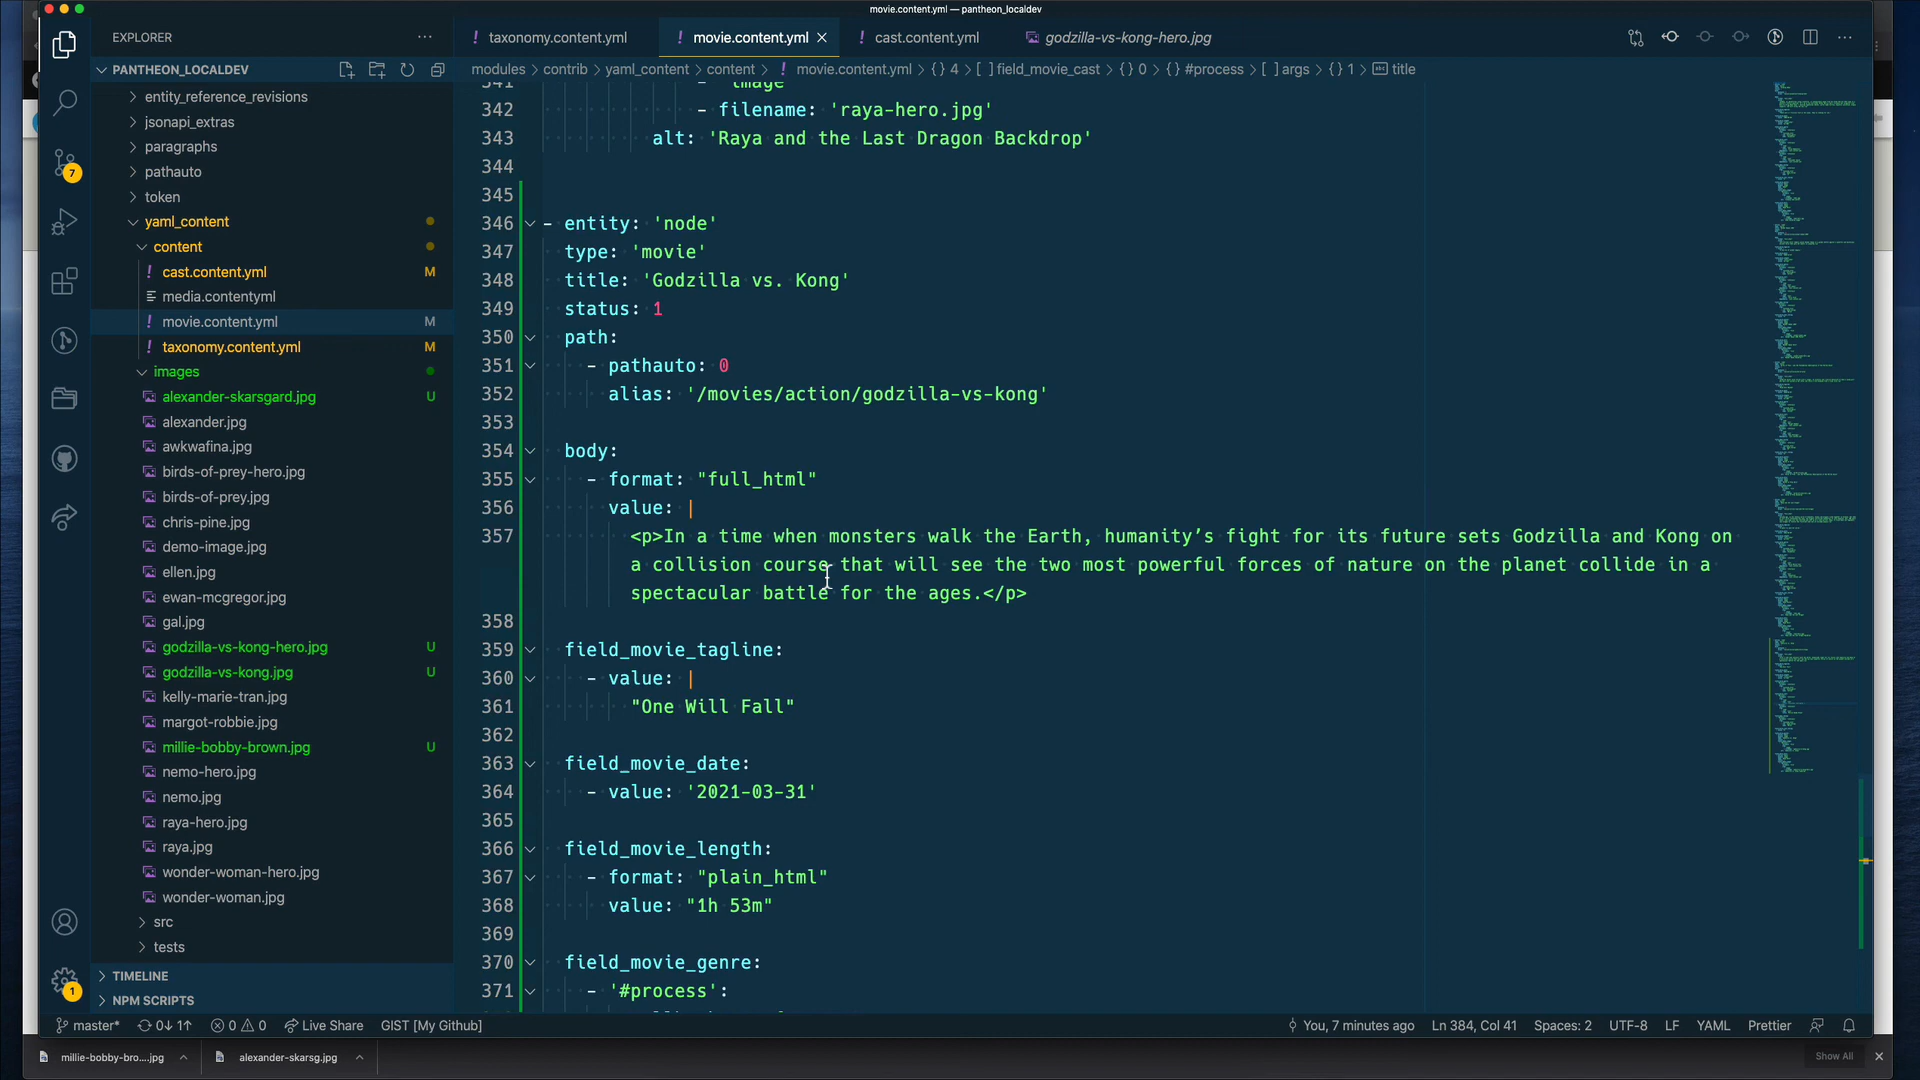 movie.content.yml — pantheon_localdev
EXPLORER
taxonomy.content.yml
movie.content.yml
cast.content.yml
godzilla-vs-kong-hero.jpg
PANTHEON_LOCALDEV
modules > contrib > yaml_content > content > ! movie.content.yml > {} 4 > [ ] field_movie_cast > {} 0 > {} #process > [ ] args > {} 1 > title
entity_reference_revisions
jsonapi_extras
paragraphs
pathauto
token
yaml_content
content
! cast.content.yml M
media.contentyml
! movie.content.yml M
! taxonomy.content.yml M
images
alexander-skarsgard.jpg U
alexander.jpg
awkwafina.jpg
birds-of-prey-hero.jpg
birds-of-prey.jpg
chris-pine.jpg
demo-image.jpg
ellen.jpg
ewan-mcgregor.jpg
gal.jpg
godzilla-vs-kong-hero.jpg U
godzilla-vs-kong.jpg U
kelly-marie-tran.jpg
margot-robbie.jpg
millie-bobby-brown.jpg U
nemo-hero.jpg
nemo.jpg
raya-hero.jpg
raya.jpg
wonder-woman-hero.jpg
wonder-woman.jpg
src
tests
TIMELINE
NPM SCRIPTS
7
1
341 - 'image'
342 - filename: 'raya-hero.jpg'
343 alt: 'Raya and the Last Dragon Backdrop'
344
345
346 - entity: 'node'
347 type: 'movie'
348 title: 'Godzilla vs. Kong'
349 status: 1
350 path:
351 - pathauto: 0
352 alias: '/movies/action/godzilla-vs-kong'
353
354 body:
355 - format: "full_html"
356 value: |
357 <p>In a time when monsters walk the Earth, humanity’s fight for its future sets Godzilla and Kong on
a collision course that will see the two most powerful forces of nature on the planet collide in a
spectacular battle for the ages.</p>
358
359 field_movie_tagline:
360 - value: |
361 "One Will Fall"
362
363 field_movie_date:
364 - value: '2021-03-31'
365
366 field_movie_length:
367 - format: "plain_html"
368 value: "1h 53m"
369
370 field_movie_genre:
371 - '#process':
master* 0↓ 1↑ 0 0 Live Share GIST [My Github] You, 7 minutes ago Ln 384, Col 41 Spaces: 2 UTF-8 LF YAML Prettier
millie-bobby-bro....jpg
alexander-skarsg.jpg
Show All